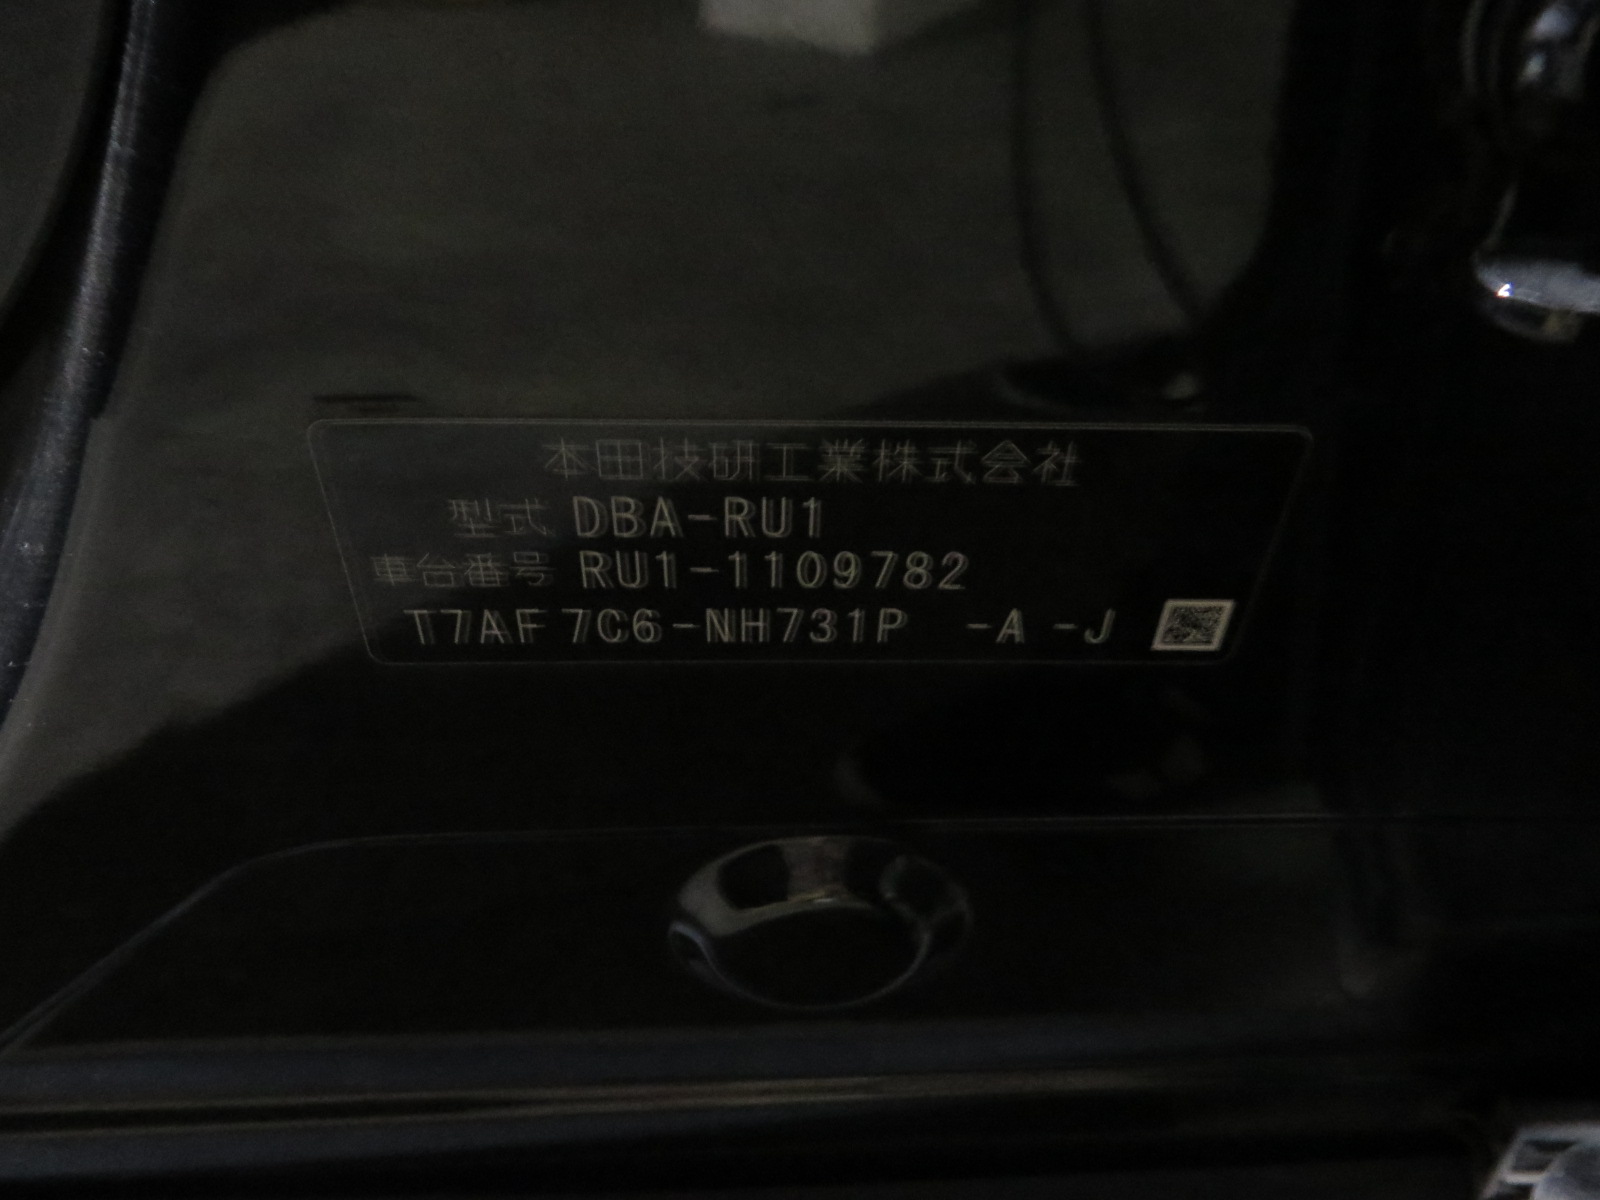 本田技研工業株式会社
型式 DBA-RU1
車台番号 RU1-1109782
T7AF7C6-NH731P -A -J